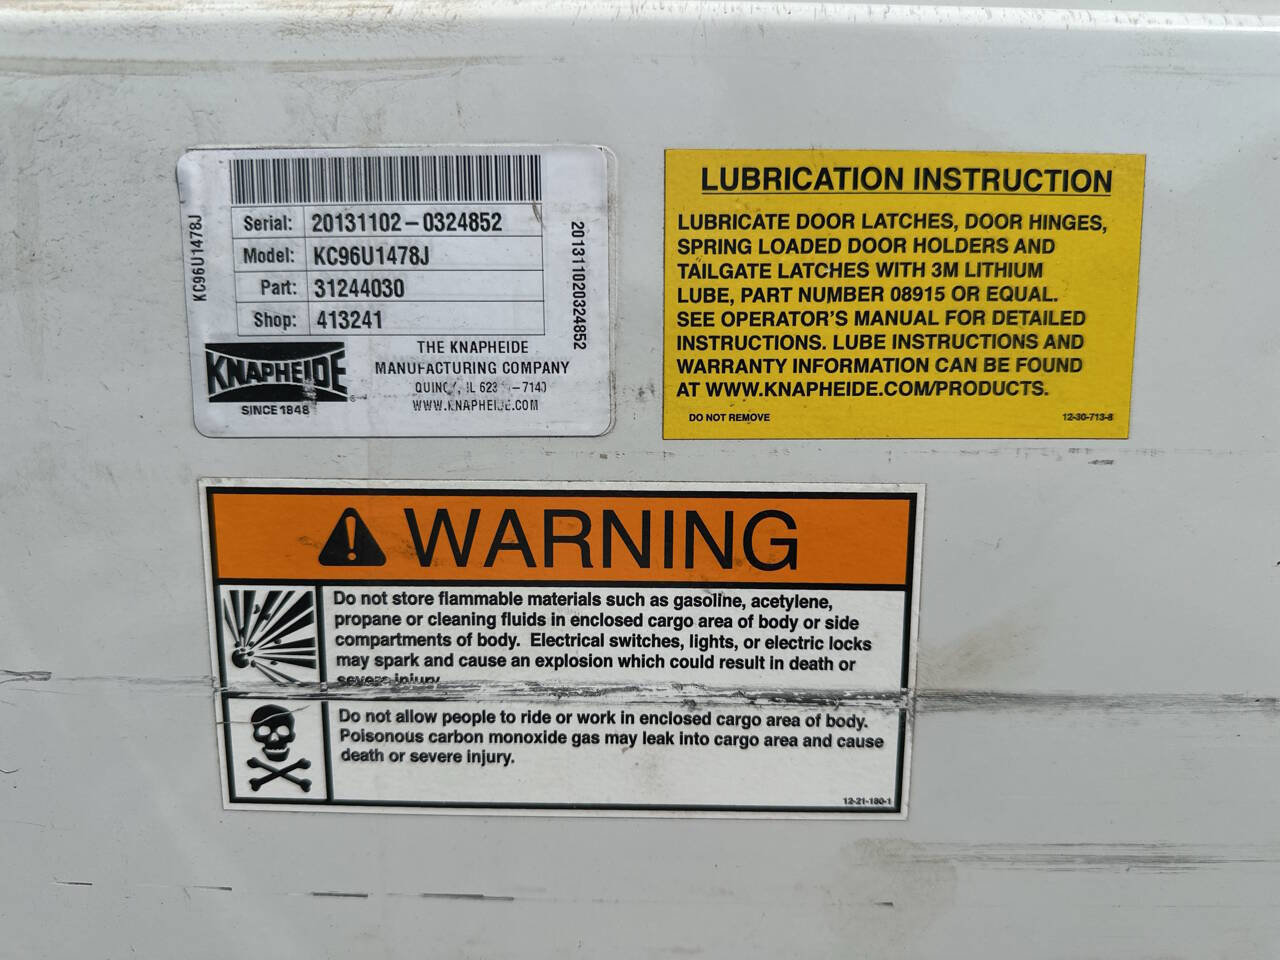 KC96U1478J
Serial: 20131102-0324852
Model: KC96U1478J
Part: 31244030
Shop: 413241
201311020324852
KNAPHEIDE
SINCE 1848
THE KNAPHEIDE
MANUFACTURING COMPANY
IL
WWW.KNAPHEIDE.COM
LUBRICATION INSTRUCTION
LUBRICATE DOOR LATCHES, DOOR HINGES,
SPRING LOADED DOOR HOLDERS AND
TAILGATE LATCHES WITH 3M LITHIUM
LUBE, PART NUMBER 08915 OR EQUAL.
SEE OPERATOR'S MANUAL FOR DETAILED
INSTRUCTIONS. LUBE INSTRUCTIONS AND
WARRANTY INFORMATION CAN BE FOUND
AT WWW.KNAPHEIDE.COM/PRODUCTS.
DO NOT REMOVE 12-30-713-8
WARNING
Do not store flammable materials such as gasoline, acetylene,
propane or cleaning fluids in enclosed cargo area of body or side
compartments of body. Electrical switches, lights, or electric locks
may spark and cause an explosion which could result in death or
severe injury
Do not allow people to ride or work in enclosed cargo area of body.
Poisonous carbon monoxide gas may leak into cargo area and cause
death or severe injury.
12-21-180-1